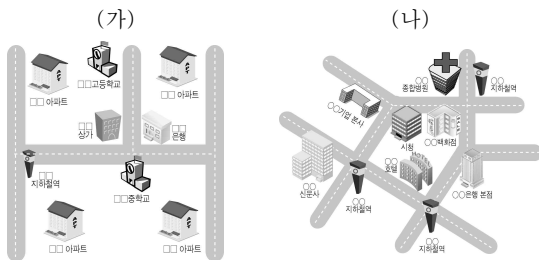 (가)
□□ 아파트
□□고등학교
□□ 아파트
□□
상가
□□
은행
□□
지하철역
□□중학교
□□ 아파트
□□ 아파트
(나)
○○
종합병원
○○
지하철역
○○기업 본사
시청
○○백화점
○○
신문사
○○
호텔
○○은행 본점
○○
지하철역
○○
지하철역